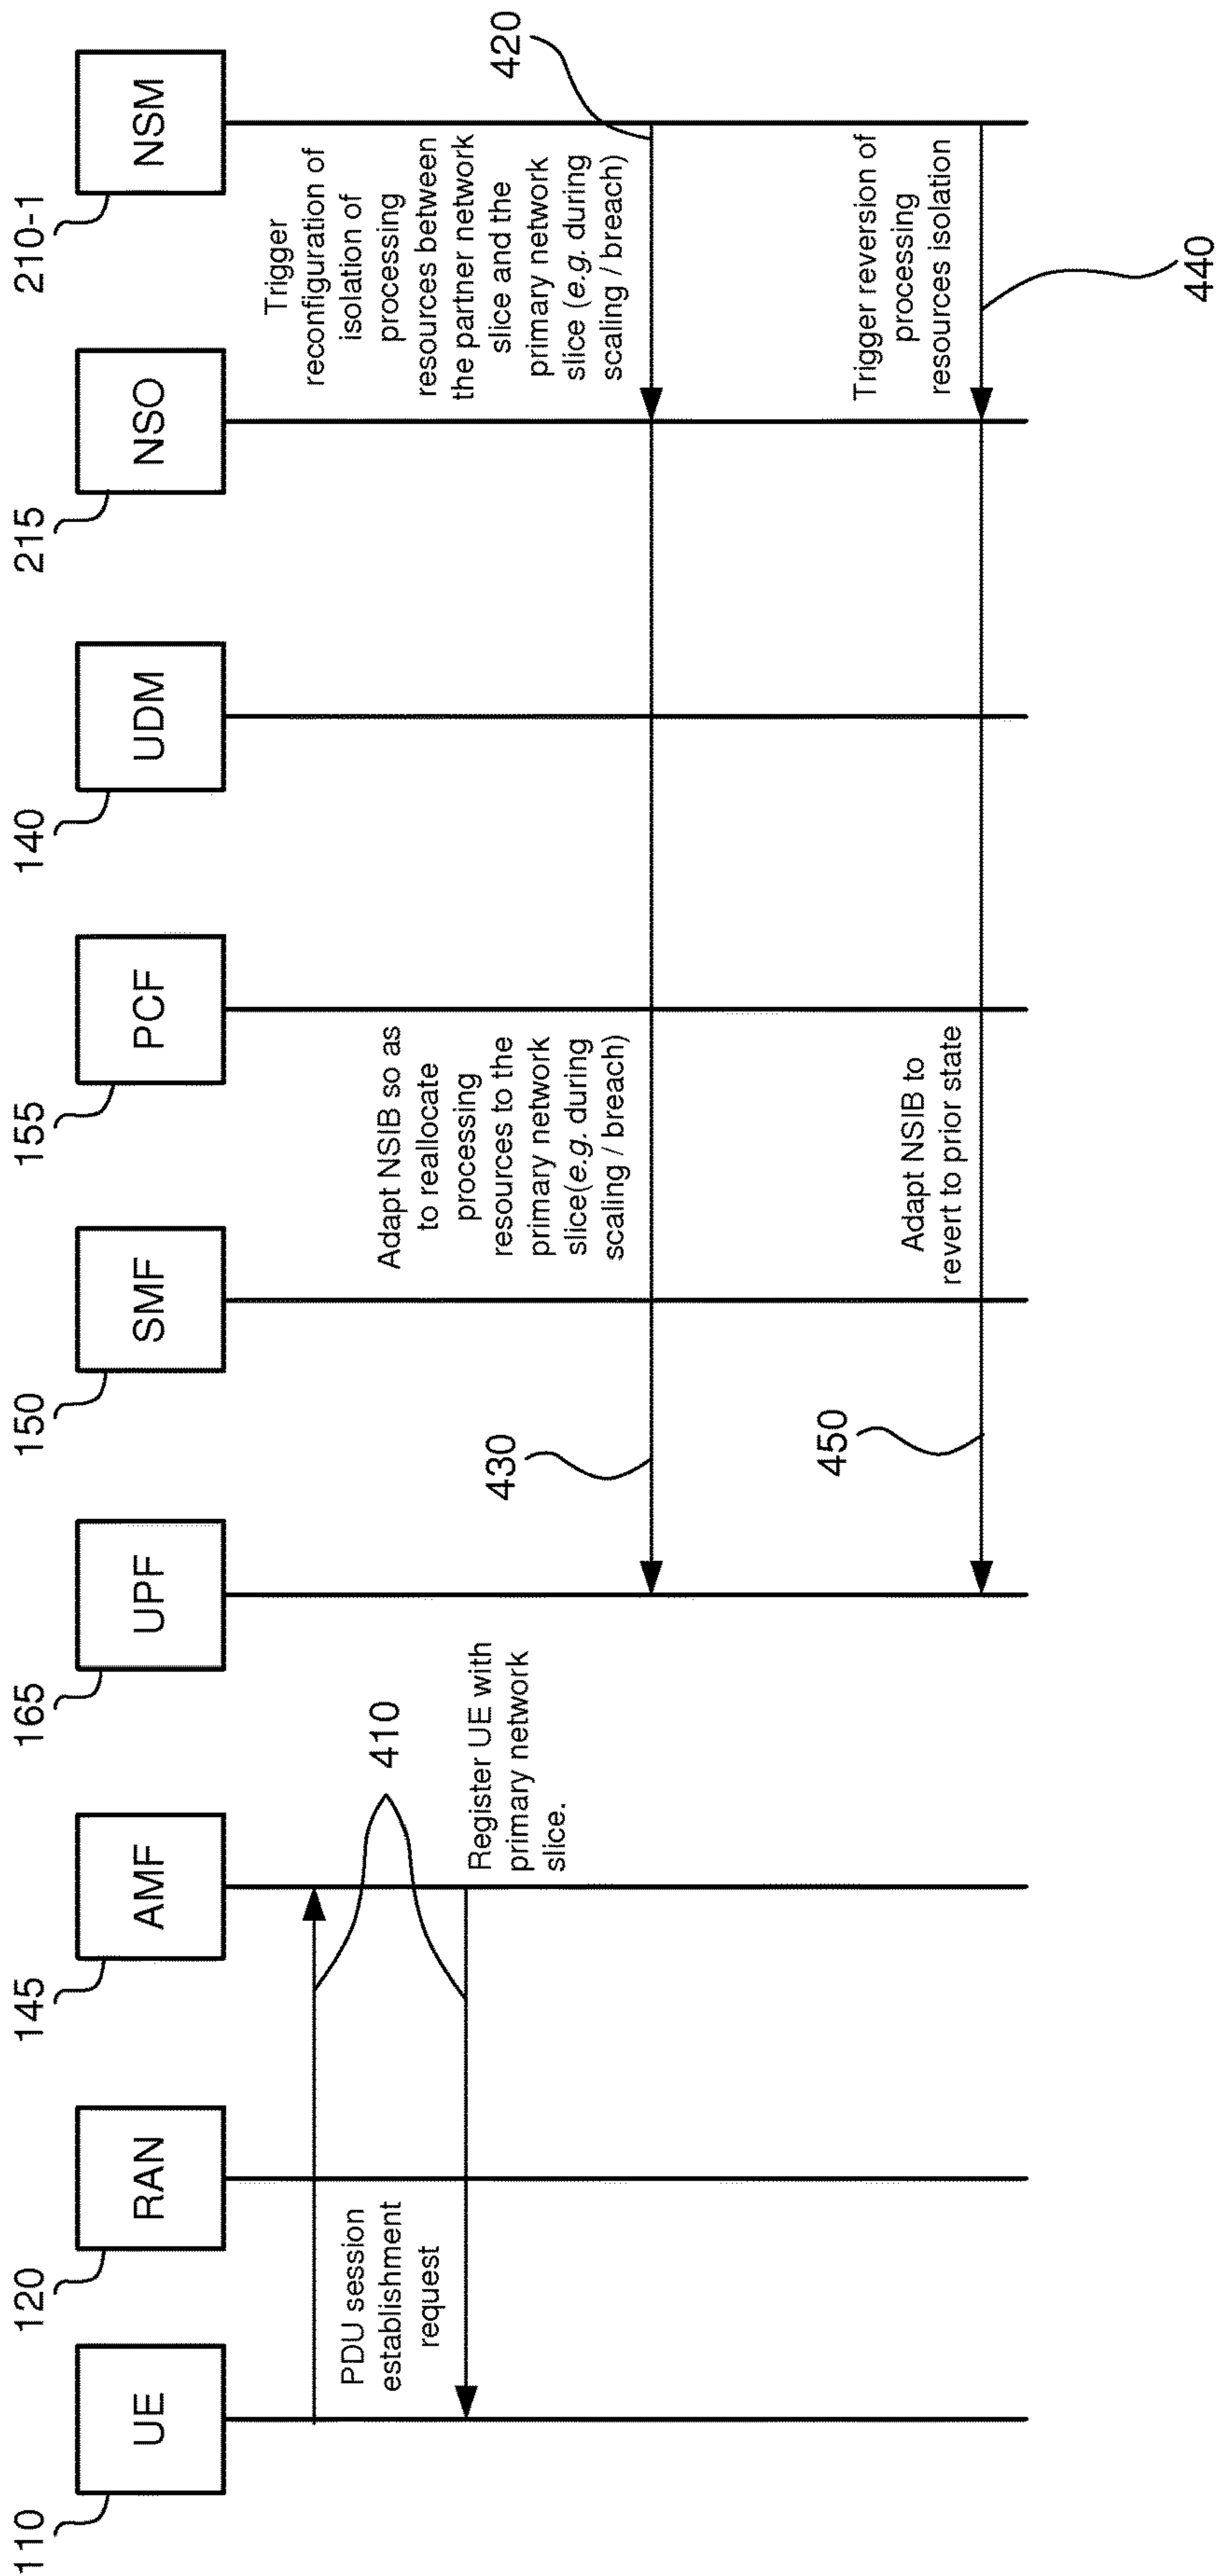 110
120
145
165
150
155
140
215
210-1
UE
RAN
AMF
UPF
SMF
PCF
UDM
NSO
NSM
PDU session
establishment
request
410
Register UE with
primary network
slice.
Trigger
reconfiguration of
isolation of
processing
resources between
the partner network
slice and the
primary network
slice (e.g. during
scaling / breach)
420
Adapt NSIB so as
to reallocate
processing
resources to the
primary network
slice(e.g. during
scaling / breach)
430
Trigger reversion of
processing
resources isolation
440
Adapt NSIB to
revert to prior state
450